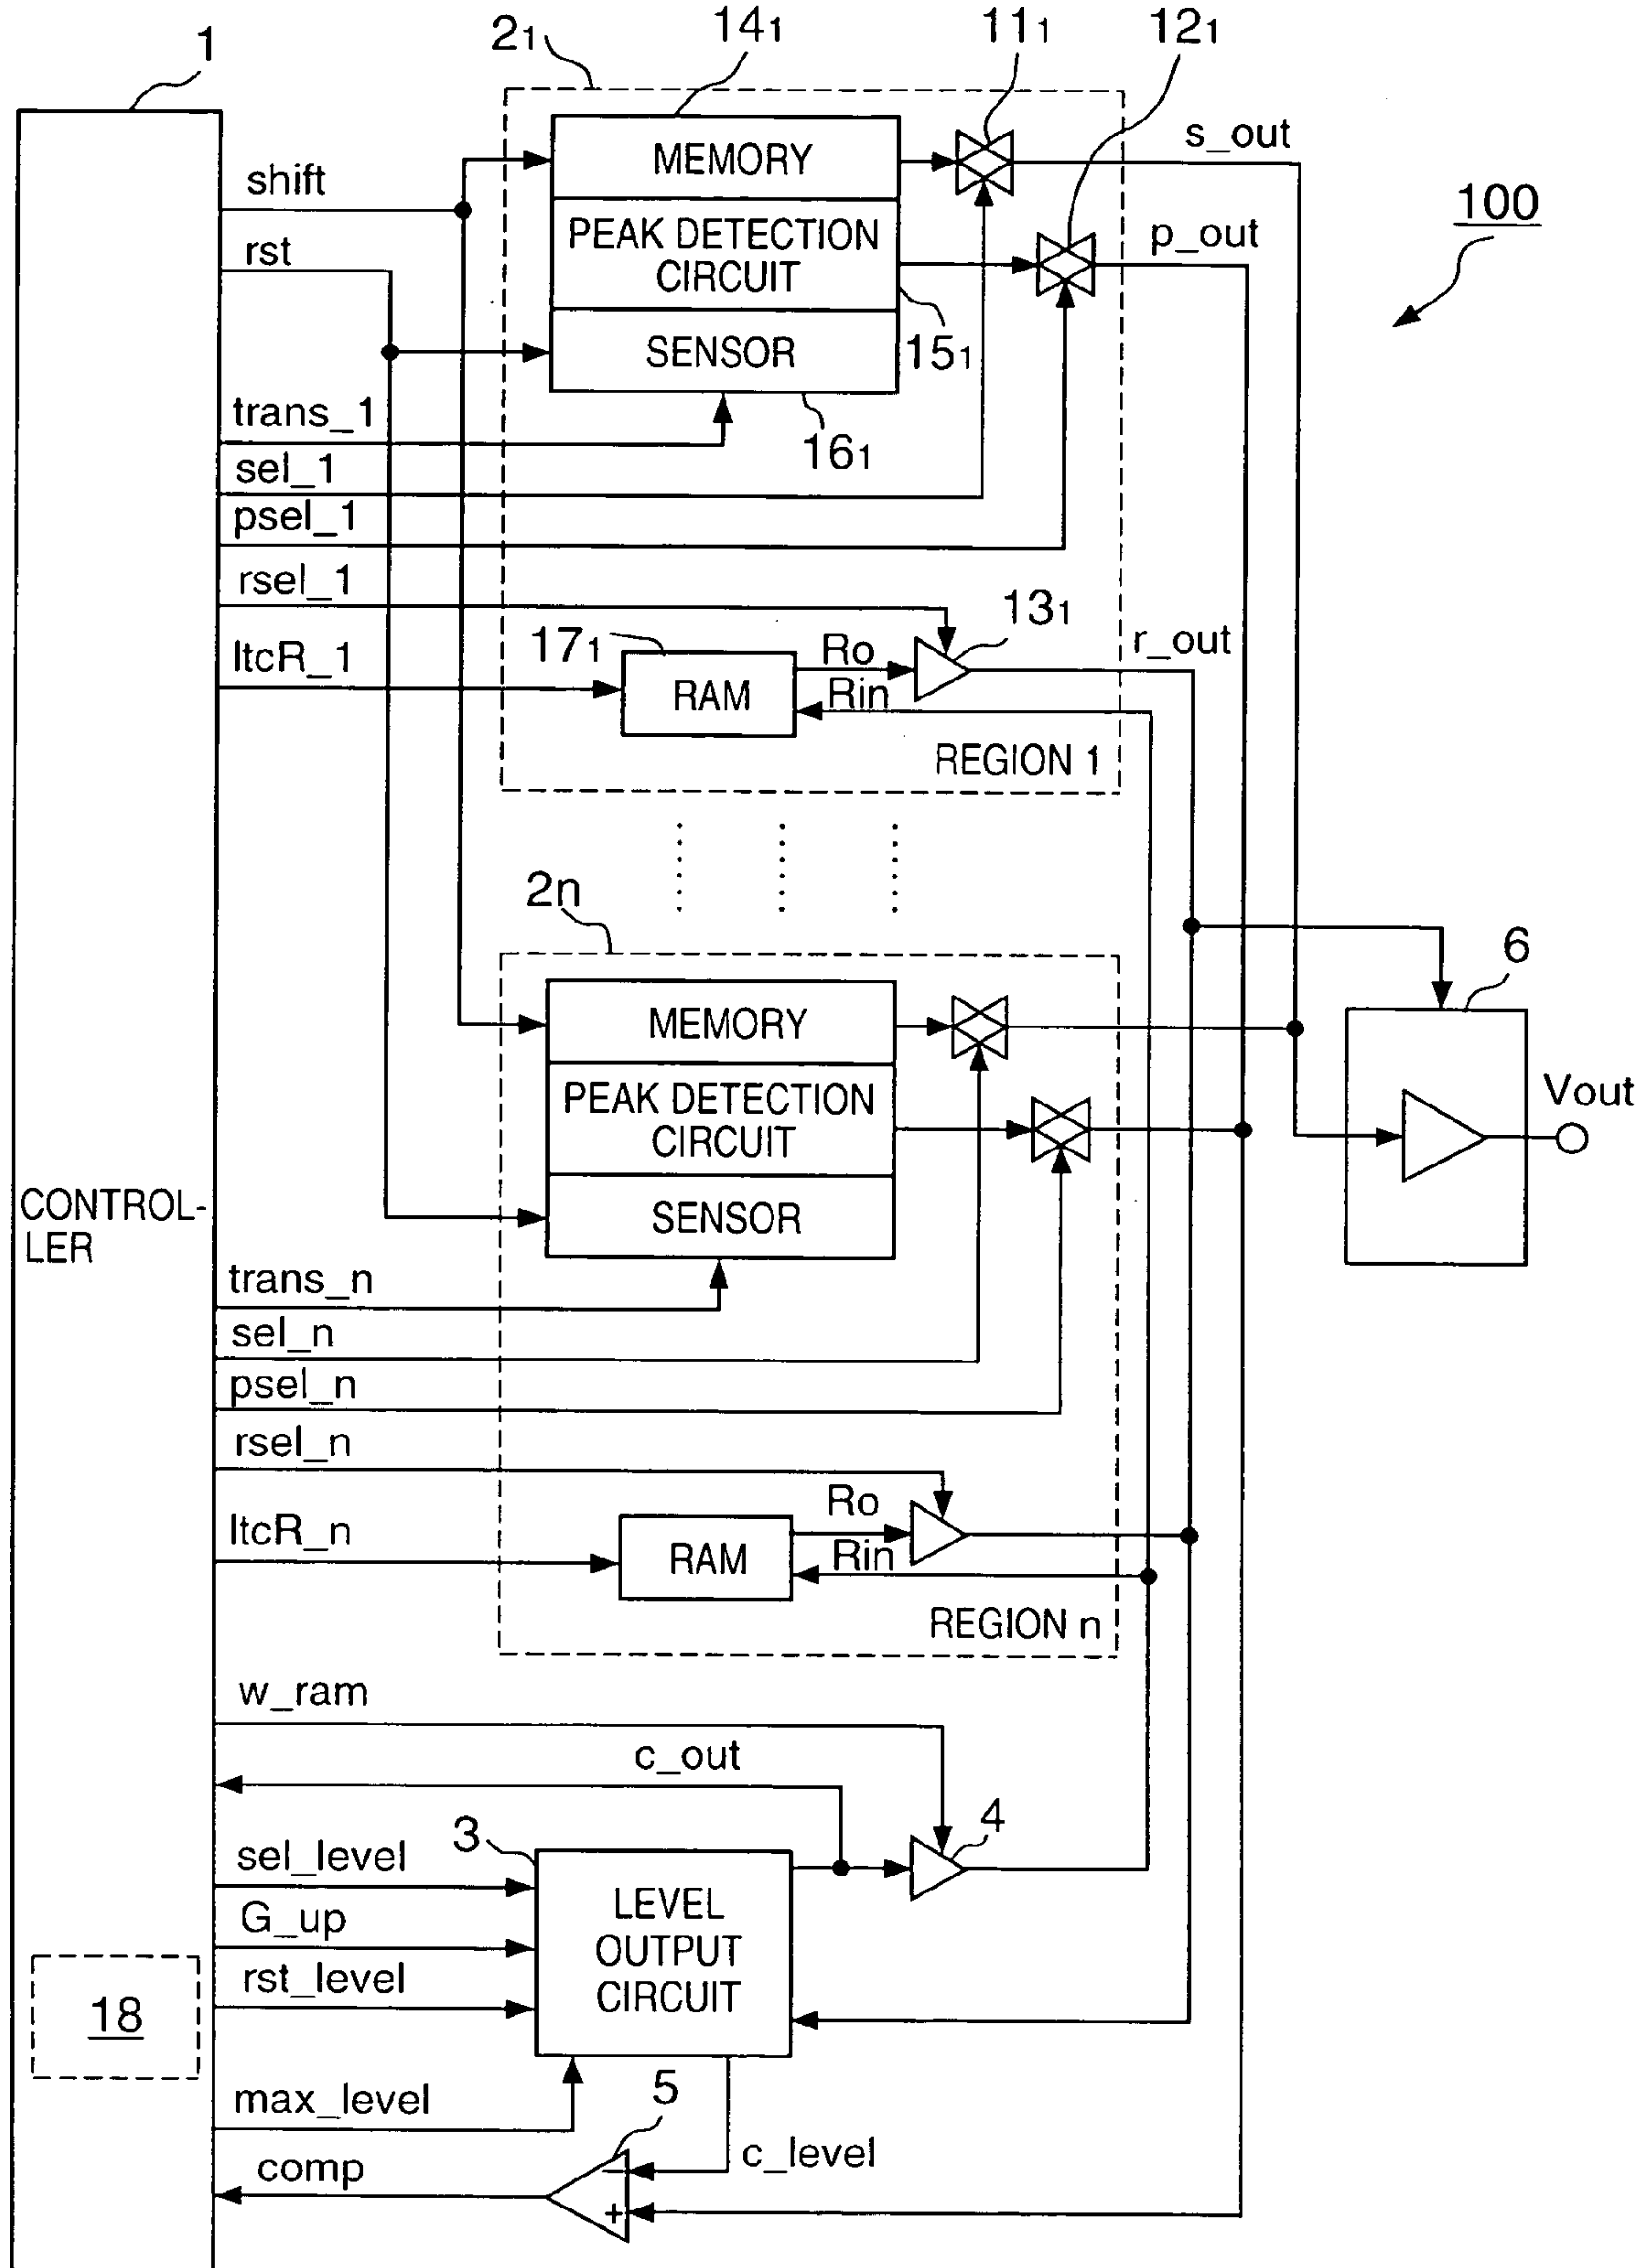 1
2₁
14₁
11₁
12₁
s_out
100
shift
MEMORY
p_out
rst
PEAK DETECTION
CIRCUIT
15₁
SENSOR
trans_1
16₁
sel_1
psel_1
rsel_1
13₁
ltcR_1
17₁
Ro
r_out
RAM
Rin
REGION 1
2n
6
MEMORY
PEAK DETECTION
CIRCUIT
Vout
SENSOR
CONTROL-
LER
trans_n
sel_n
psel_n
rsel_n
Ro
ltcR_n
RAM
Rin
REGION n
w_ram
c_out
4
3
sel_level
LEVEL
OUTPUT
CIRCUIT
G_up
rst_level
18
max_level
5
c_level
comp
−
+